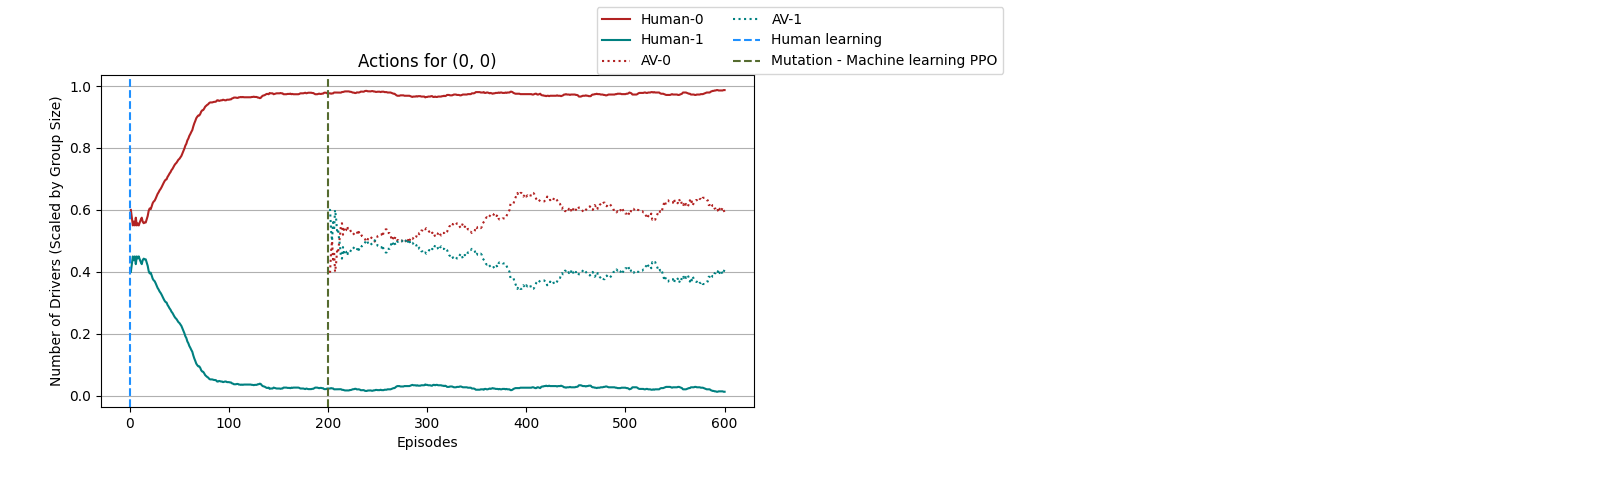 Human-0
Human-1
AV-0
AV-1
Human learning
Mutation - Machine learning PPO
Actions for (0, 0)
Number of Drivers (Scaled by Group Size)
1.0
0.8
0.6
0.4
0.2
0.0
0 100 200 300 400 500 600
Episodes